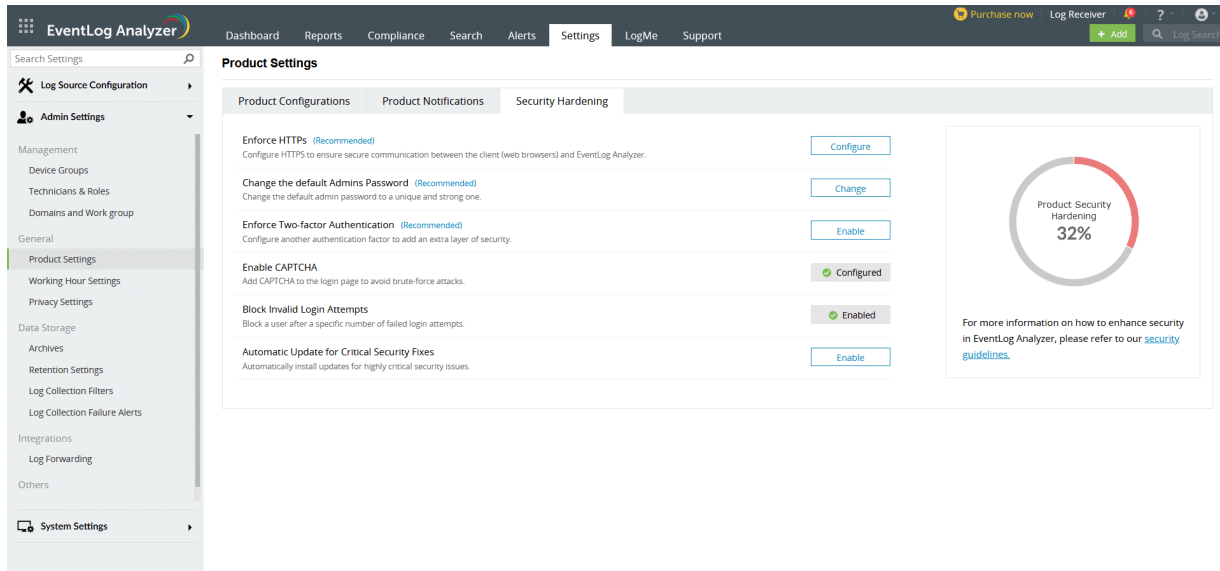 Purchase now Log Receiver 6 ?
EventLog Analyzer
Dashboard Reports Compliance Search Alerts Settings LogMe Support
+ Add Log Search
Search Settings
Log Source Configuration
Admin Settings
Management
Device Groups
Technicians & Roles
Domains and Work group
General
Product Settings
Working Hour Settings
Privacy Settings
Data Storage
Archives
Retention Settings
Log Collection Filters
Log Collection Failure Alerts
Integrations
Log Forwarding
Others
System Settings
Product Settings
Product Configurations Product Notifications Security Hardening
Enforce HTTPs (Recommended)
Configure HTTPS to ensure secure communication between the client (web browsers) and EventLog Analyzer.
Configure
Change the default Admins Password (Recommended)
Change the default admin password to a unique and strong one.
Change
Enforce Two-factor Authentication (Recommended)
Configure another authentication factor to add an extra layer of security.
Enable
Enable CAPTCHA
Add CAPTCHA to the login page to avoid brute-force attacks.
Configured
Block Invalid Login Attempts
Block a user after a specific number of failed login attempts.
Enabled
Automatic Update for Critical Security Fixes
Automatically install updates for highly critical security issues.
Enable
Product Security
Hardening
32%
For more information on how to enhance security
in EventLog Analyzer, please refer to our security
guidelines.